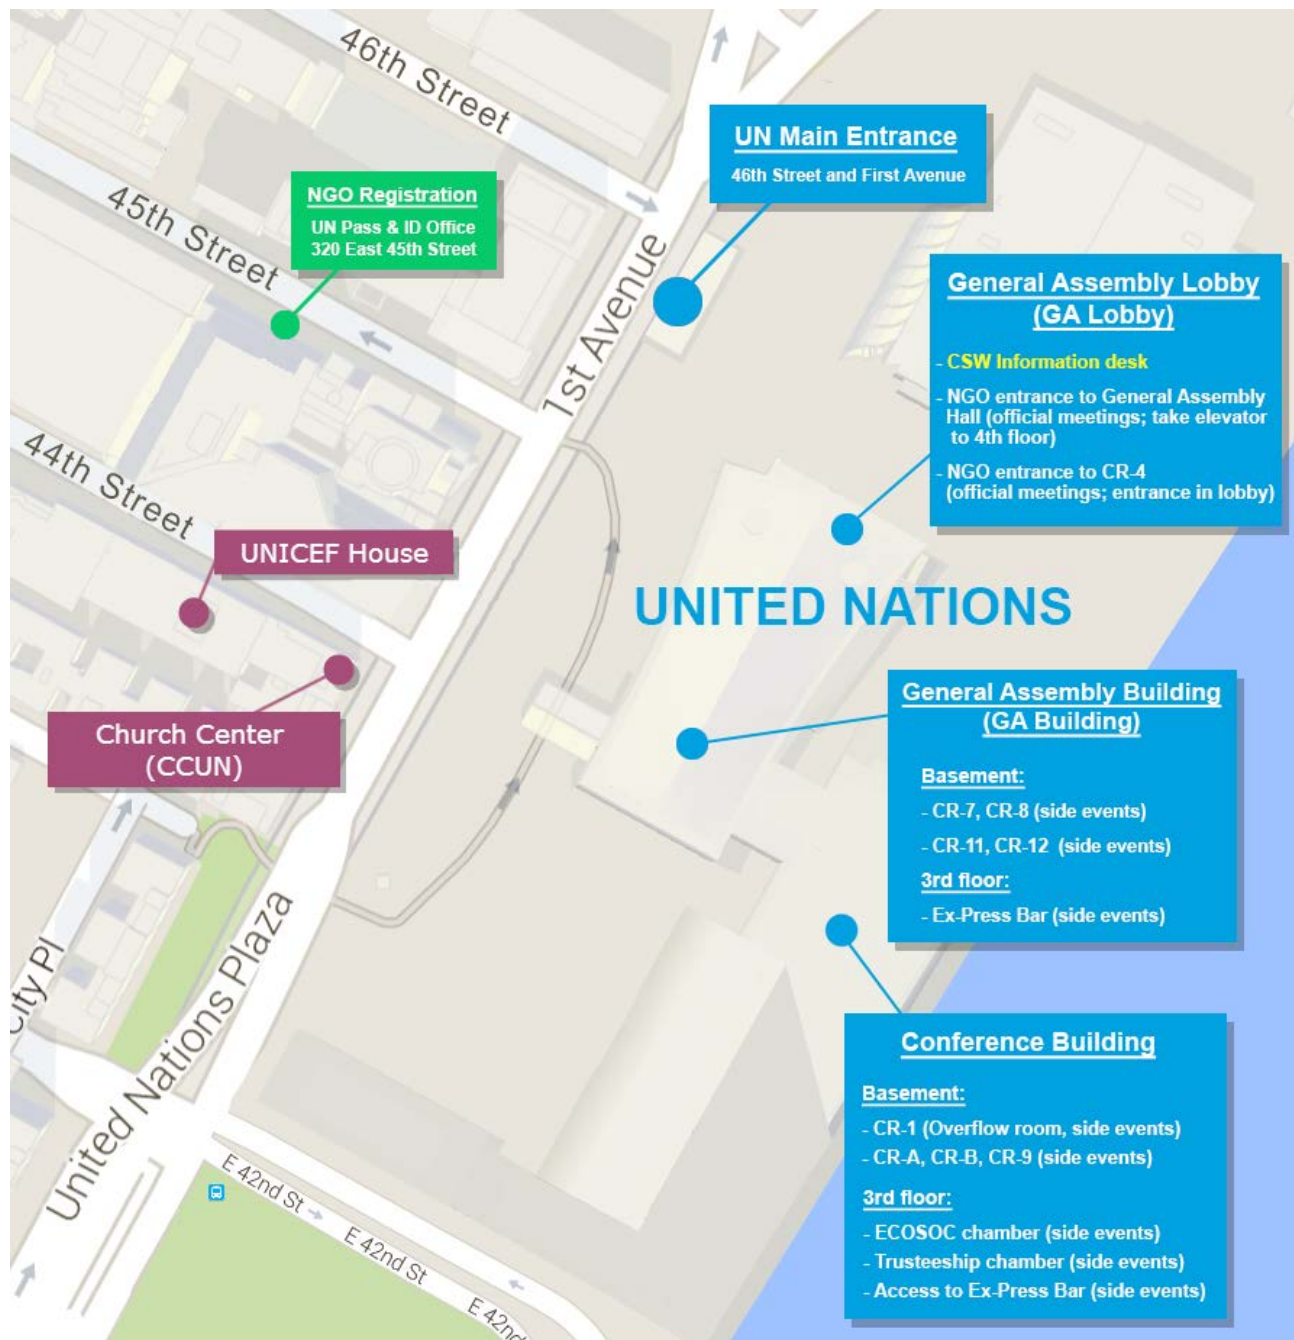 46th Street
UN Main Entrance
46th Street and First Avenue
NGO Registration
UN Pass & ID Office
320 East 45th Street
45th Street
1st Avenue
General Assembly Lobby
(GA Lobby)
- CSW Information desk
- NGO entrance to General Assembly
Hall (official meetings; take elevator
to 4th floor)
- NGO entrance to CR-4
(official meetings; entrance in lobby)
44th Street
UNICEF House
UNITED NATIONS
Church Center
(CCUN)
General Assembly Building
(GA Building)
Basement:
- CR-7, CR-8 (side events)
- CR-11, CR-12 (side events)
3rd floor:
- Ex-Press Bar (side events)
City Pl
United Nations Plaza
Conference Building
Basement:
- CR-1 (Overflow room, side events)
- CR-A, CR-B, CR-9 (side events)
3rd floor:
- ECOSOC chamber (side events)
- Trusteeship chamber (side events)
- Access to Ex-Press Bar (side events)
E 42nd St
E 42nd St
E 42nd